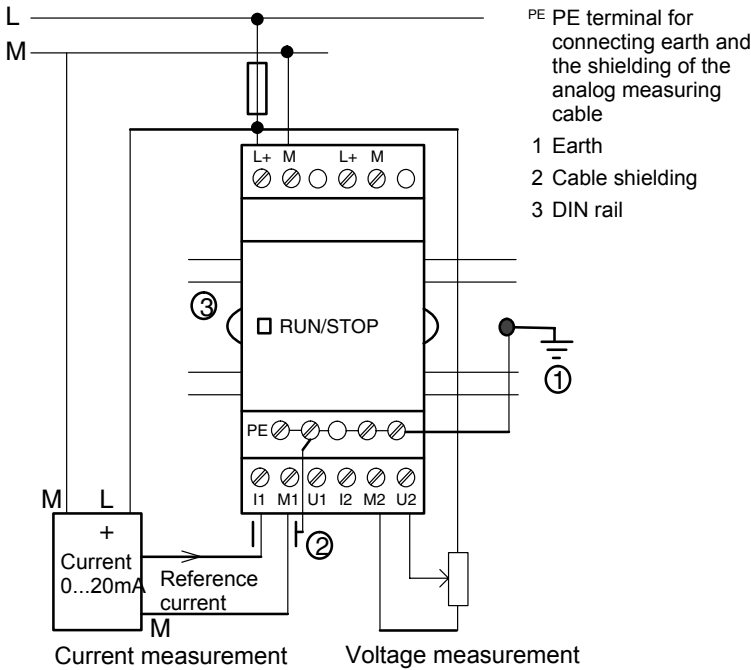 L
M
PE PE terminal for
connecting earth and
the shielding of the
analog measuring
cable
1 Earth
2 Cable shielding
3 DIN rail
L+ M L+ M
3
RUN/STOP
1
PE
I1 M1 U1 I2 M2 U2
M L
+
2
Current
0...20mA
Reference
current
M
Current measurement
Voltage measurement